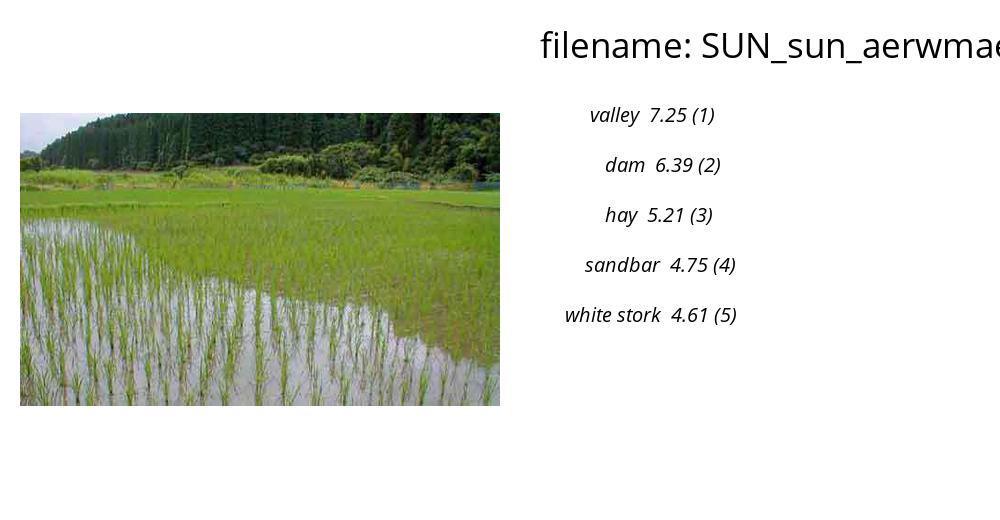 filename: SUN_sun_aerwmae
valley 7.25 (1)
dam 6.39 (2)
hay 5.21 (3)
sandbar 4.75 (4)
white stork 4.61 (5)